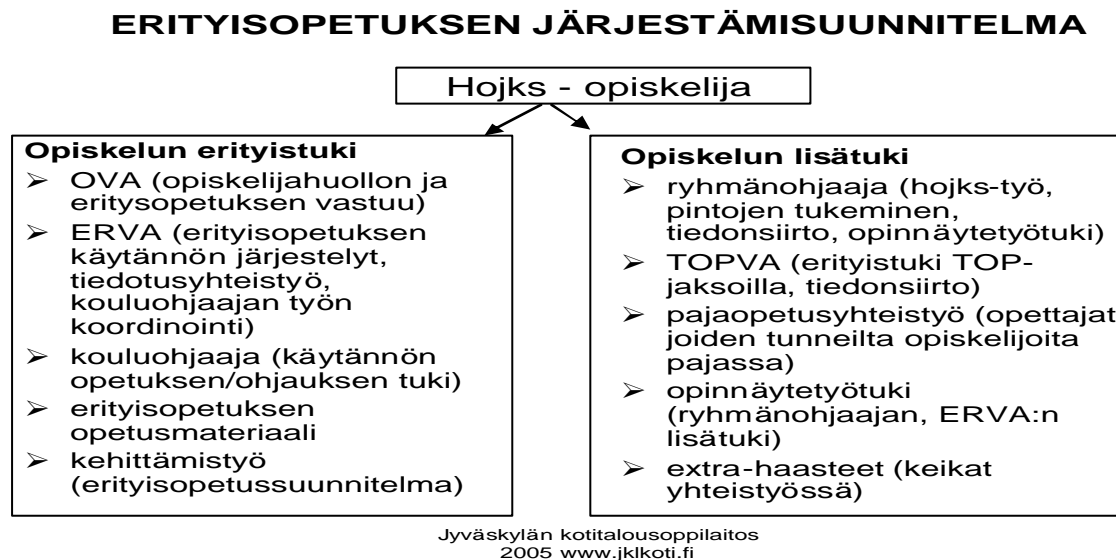 ERITYISOPETUKSEN JÄRJESTÄMISUUNNITELMA
Hojks - opiskelija
Opiskelun erityistuki
➢ OVA (opiskelijahuollon ja
eritysopetuksen vastuu)
➢ ERVA (erityisopetuksen
käytännön järjestelyt,
tiedotusyhteistyö,
kouluohjaajan työn
koordinointi)
➢ kouluohjaaja (käytännön
opetuksen/ohjauksen tuki)
➢ erityisopetuksen
opetusmateriaali
➢ kehittämistyö
(erityisopetussuunnitelma)
Opiskelun lisätuki
➢ ryhmänohjaaja (hojks-työ,
pintojen tukeminen,
tiedonsiirto, opinnäytetyötuki)
➢ TOPVA (erityistuki TOP-
jaksoilla, tiedonsiirto)
➢ pajaopetusyhteistyö (opettajat
joiden tunneilta opiskelijoita
pajassa)
➢ opinnäytetyötuki
(ryhmänohjaajan, ERVA:n
lisätuki)
➢ extra-haasteet (keikat
yhteistyössä)
Jyväskylän kotitalousoppilaitos
2005 www.jklkoti.fi